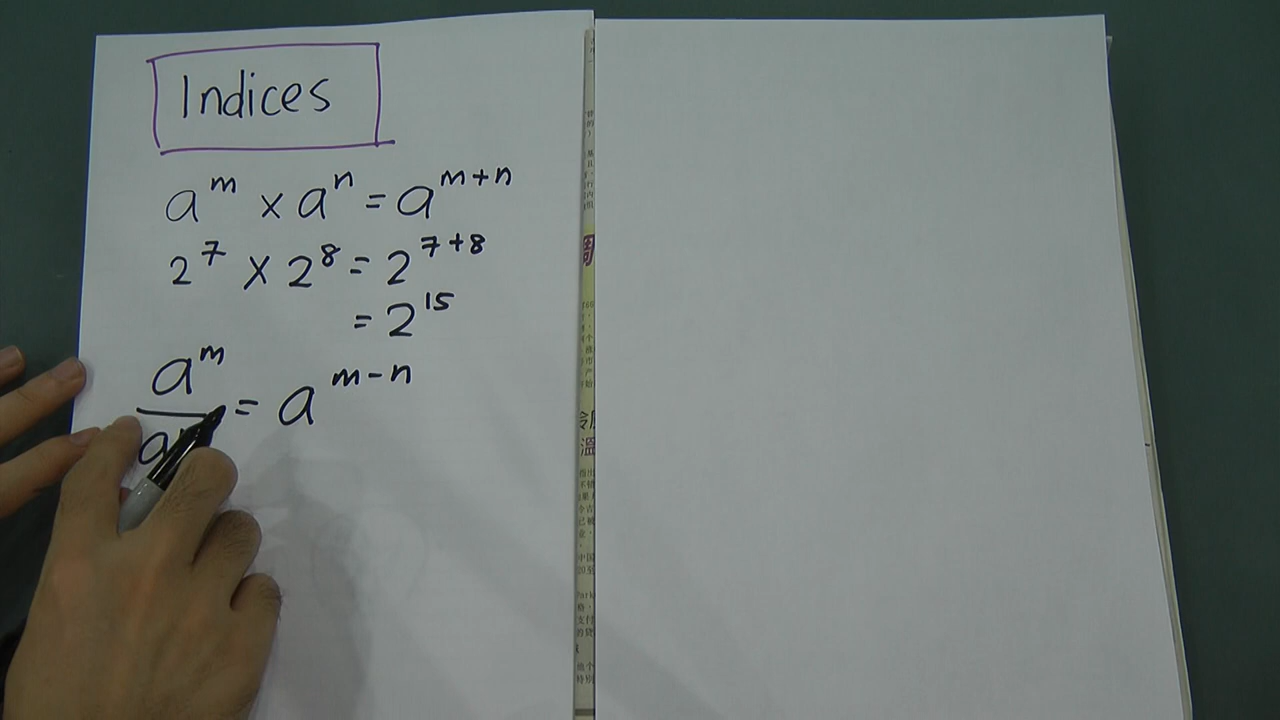 Indices
a^m × a^n = a^{m+n}
2^7 × 2^8 = 2^{7+8}
= 2^{15}
a^m
— = a^{m-n}
a